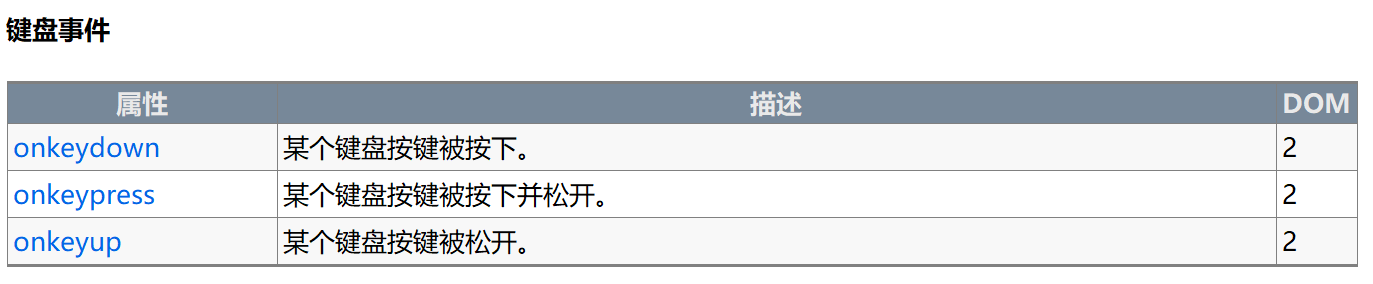 键盘事件
属性 描述 DOM
onkeydown 某个键盘按键被按下。 2
onkeypress 某个键盘按键被按下并松开。 2
onkeyup 某个键盘按键被松开。 2